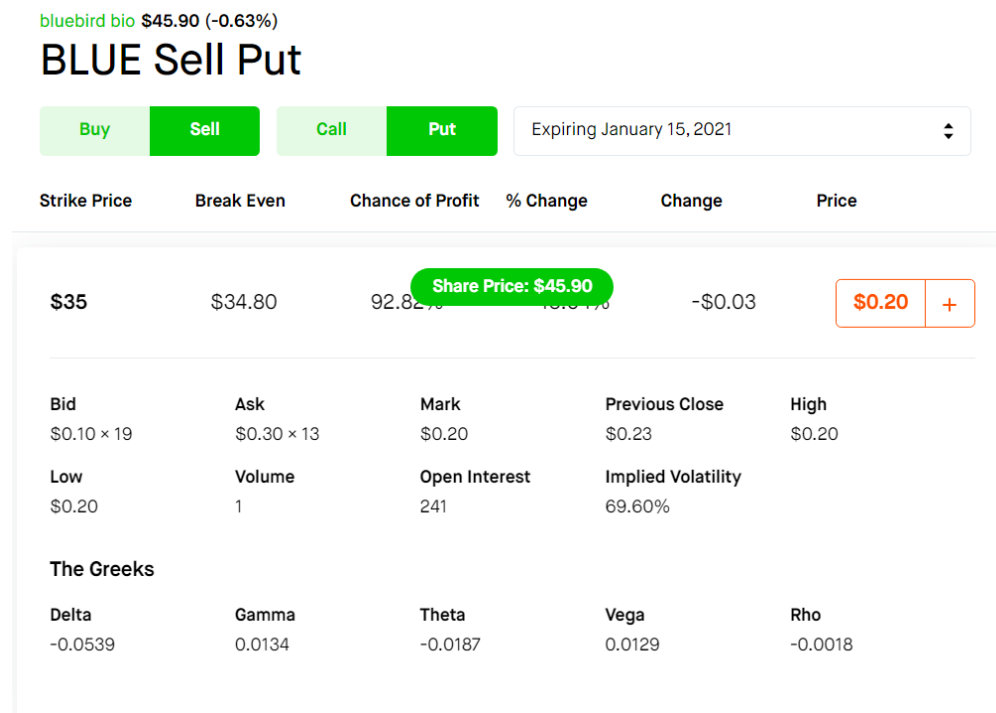 bluebird bio $45.90 (-0.63%)
BLUE Sell Put
Buy Sell Call Put Expiring January 15, 2021
Strike Price Break Even Chance of Profit % Change Change Price
Share Price: $45.90
$35 $34.80 92.82% -$0.03 $0.20 +
Bid Ask Mark Previous Close High
$0.10 × 19 $0.30 × 13 $0.20 $0.23 $0.20
Low Volume Open Interest Implied Volatility
$0.20 1 241 69.60%
The Greeks
Delta Gamma Theta Vega Rho
-0.0539 0.0134 -0.0187 0.0129 -0.0018